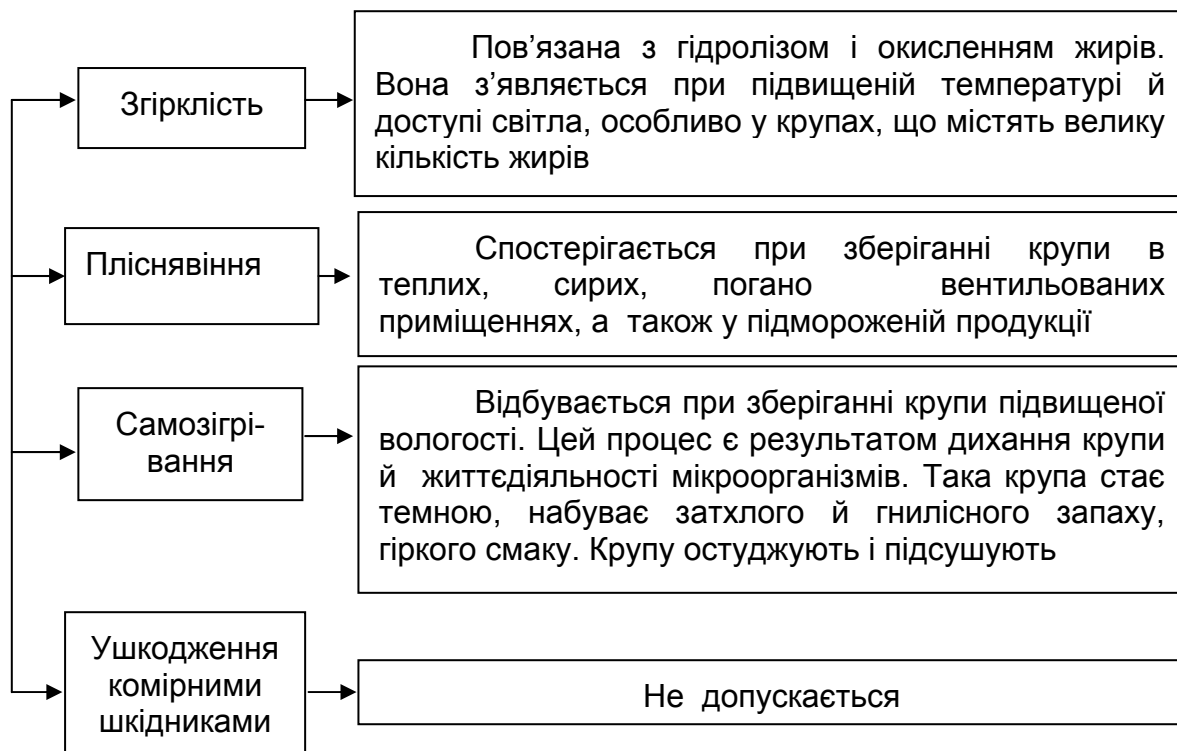 Згірклість
Пов’язана з гідролізом і окисленням жирів.
Вона з’являється при підвищеній температурі й
доступі світла, особливо у крупах, що містять велику
кількість жирів
Пліснявіння
Спостерігається при зберіганні крупи в
теплих, сирих, погано вентильованих
приміщеннях, а також у підмороженій продукції
Самозігрі-
вання
Відбувається при зберіганні крупи підвищеної
вологості. Цей процес є результатом дихання крупи
й життєдіяльності мікроорганізмів. Така крупа стає
темною, набуває затхлого й гнилісного запаху,
гіркого смаку. Крупу остуджують і підсушують
Ушкодження
комірними
шкідниками
Не допускається